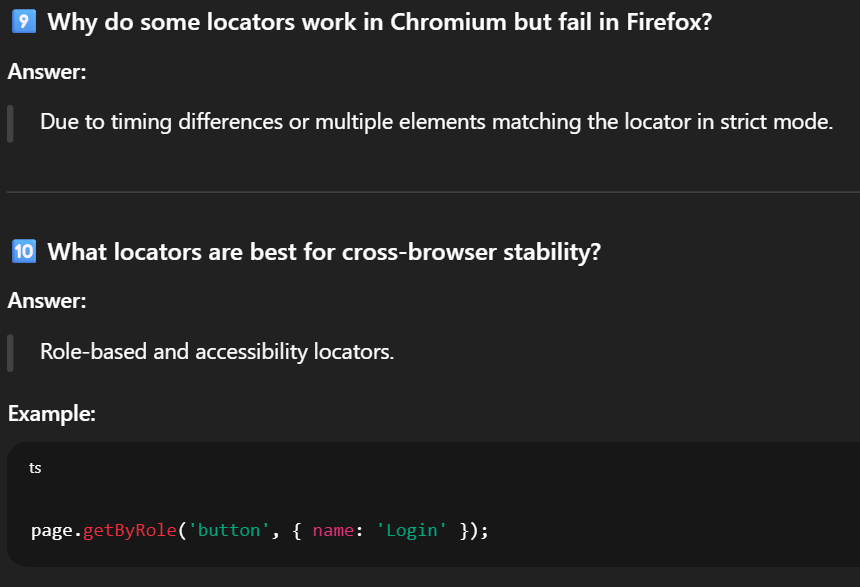 9️⃣ Why do some locators work in Chromium but fail in Firefox?
Answer:
Due to timing differences or multiple elements matching the locator in strict mode.
🔟 What locators are best for cross-browser stability?
Answer:
Role-based and accessibility locators.
Example:
ts
page.getByRole('button', { name: 'Login' });